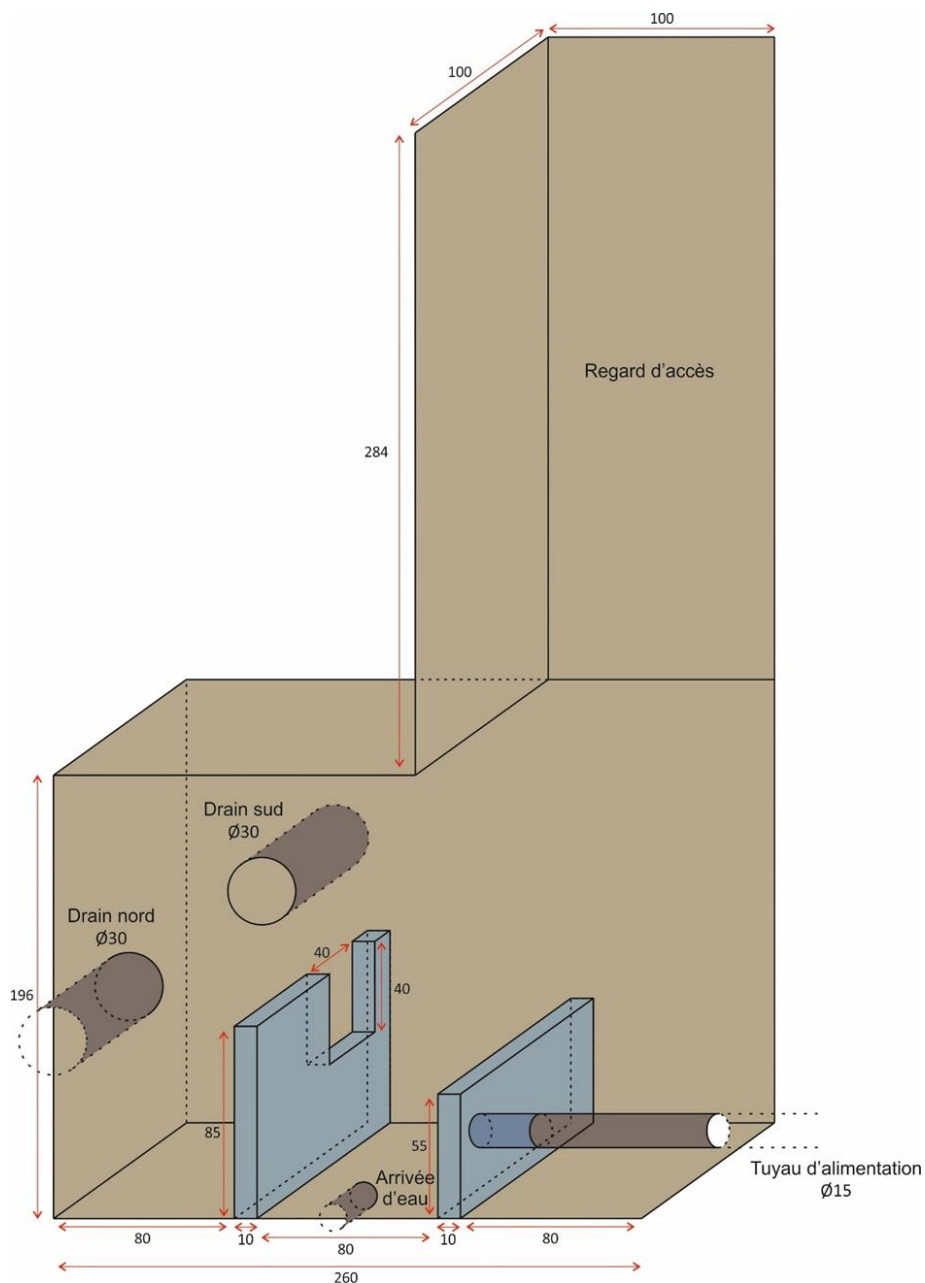 100
100
Regard d'accès
284
Drain sud
Ø30
Drain nord
Ø30
196
40
40
85
55
Arrivée
d'eau
Tuyau d'alimentation
Ø15
80
10
80
10
80
260